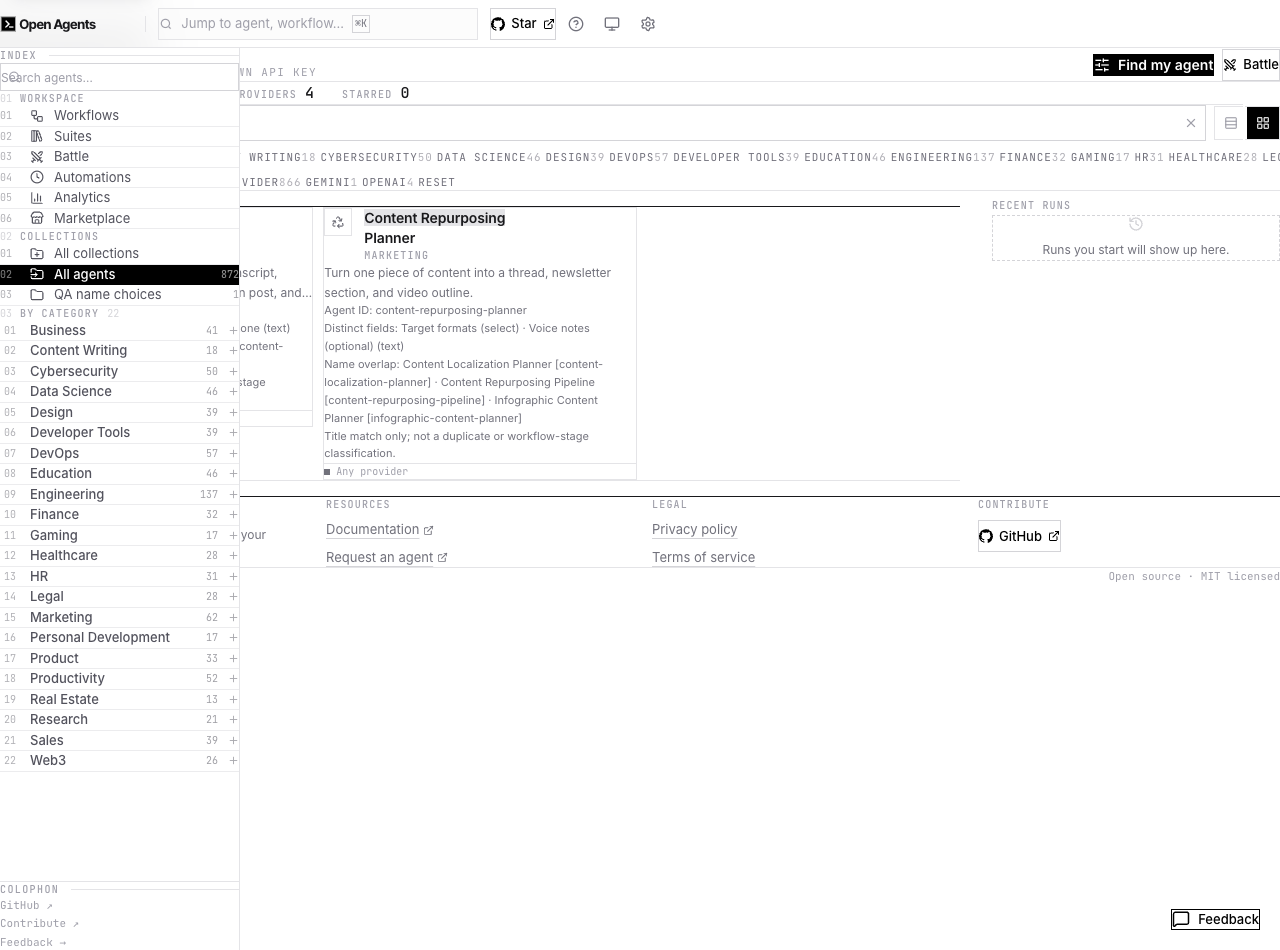 Open Agents
Jump to agent, workflow... ⌘K
Star
INDEX
Search agents...
01 WORKSPACE
01 Workflows
02 Suites
03 Battle
04 Automations
05 Analytics
06 Marketplace
02 COLLECTIONS
01 All collections
02 All agents 872
03 QA name choices 1
03 BY CATEGORY 22
01 Business 41 +
02 Content Writing 18 +
03 Cybersecurity 50 +
04 Data Science 46 +
05 Design 39 +
06 Developer Tools 39 +
07 DevOps 57 +
08 Education 46 +
09 Engineering 137 +
10 Finance 32 +
11 Gaming 17 +
12 Healthcare 28 +
13 HR 31 +
14 Legal 28 +
15 Marketing 62 +
16 Personal Development 17 +
17 Product 33 +
18 Productivity 52 +
19 Real Estate 13 +
20 Research 21 +
21 Sales 39 +
22 Web3 26 +
COLOPHON
GitHub ↗
Contribute ↗
Feedback →
WN API KEY
Find my agent
Battle
ROVIDERS 4 STARRED 0
WRITING18 CYBERSECURITY50 DATA SCIENCE46 DESIGN39 DEVOPS57 DEVELOPER TOOLS39 EDUCATION46 ENGINEERING137 FINANCE32 GAMING17 HR31 HEALTHCARE28 LEG
VIDER866 GEMINI1 OPENAI4 RESET
script,
n post, and...
one (text)
content-
stage
Content Repurposing
Planner
MARKETING
Turn one piece of content into a thread, newsletter
section, and video outline.
Agent ID: content-repurposing-planner
Distinct fields: Target formats (select) · Voice notes
(optional) (text)
Name overlap: Content Localization Planner [content-
localization-planner] · Content Repurposing Pipeline
[content-repurposing-pipeline] · Infographic Content
Planner [infographic-content-planner]
Title match only; not a duplicate or workflow-stage
classification.
Any provider
RECENT RUNS
Runs you start will show up here.
your
RESOURCES
Documentation
Request an agent
LEGAL
Privacy policy
Terms of service
CONTRIBUTE
GitHub
Open source · MIT licensed
Feedback